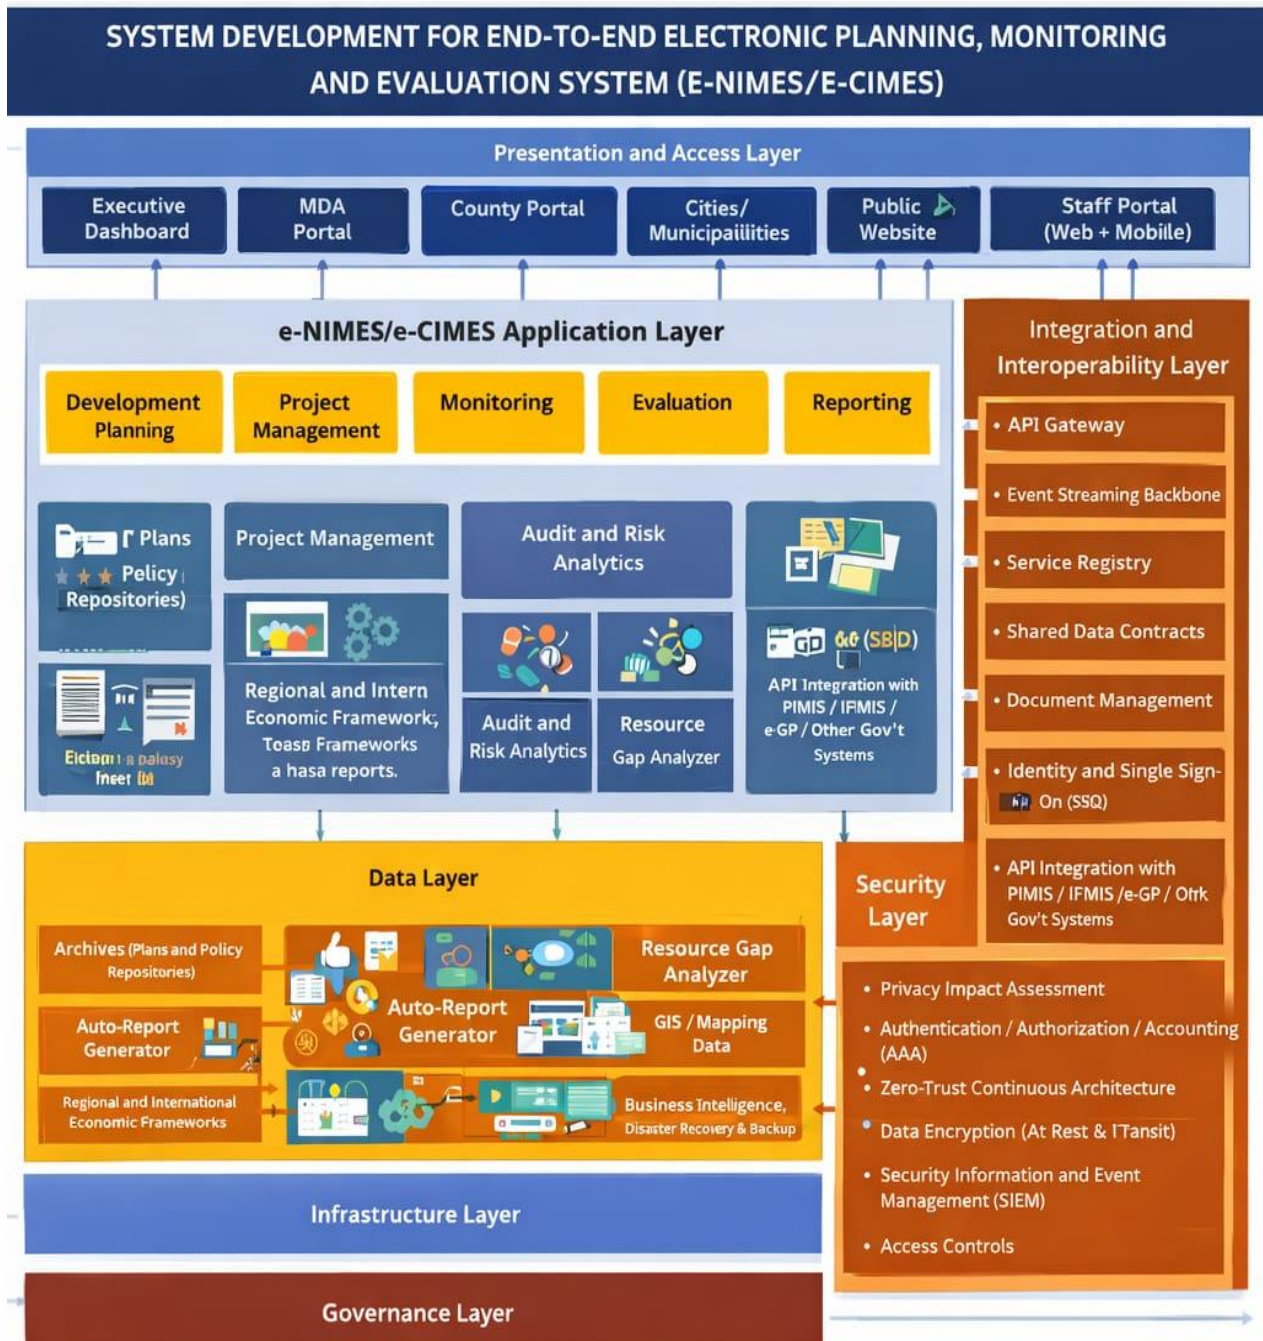 SYSTEM DEVELOPMENT FOR END-TO-END ELECTRONIC PLANNING, MONITORING
AND EVALUATION SYSTEM (E-NIMES/E-CIMES)
Presentation and Access Layer
Executive
Dashboard
MDA
Portal
County Portal
Cities/
Municipailities
Public
Website
Staff Portal
(Web + Mobiile)
e-NIMES/e-CIMES Application Layer
Development
Planning
Project
Management
Monitoring
Evaluation
Reporting
Plans
Pelicy
Repositories)
Project Management
Regional and Intern
Economic Framework;
Frameworks
a hasa reports.
Audit and Risk
Analytics
Audit and
Risk Analytics
Resource
Gap Analyzer
API Integration with
PIMIS / IFMIS /
e-GP / Other Gov't
Systems
Integration and
Interoperability Layer
• API Gateway
• Event Streaming Backbone
• Service Registry
• Shared Data Contracts
• Document Management
• Identity and Single Sign-
On (SSQ)
• API Integration with
PIMIS / IFMIS /e-GP /
Gov't Systems
Data Layer
Archives (Plans and Policy
Repositories)
Auto-Report
Generator
Regional and International
Economic Frameworks
Auto-Report
Generator
Resource Gap
Analyzer
GIS / Mapping
Data
Business Intelligence,
Disaster Recovery & Backup
Security
Layer
• Privacy Impact Assessment
• Authentication / Authorization / Accounting
(AAA)
• Zero-Trust Continuous Architecture
• Data Encryption (At Rest & ITansit)
• Security Information and Event
Management (SIEM)
• Access Controls
Infrastructure Layer
Governance Layer